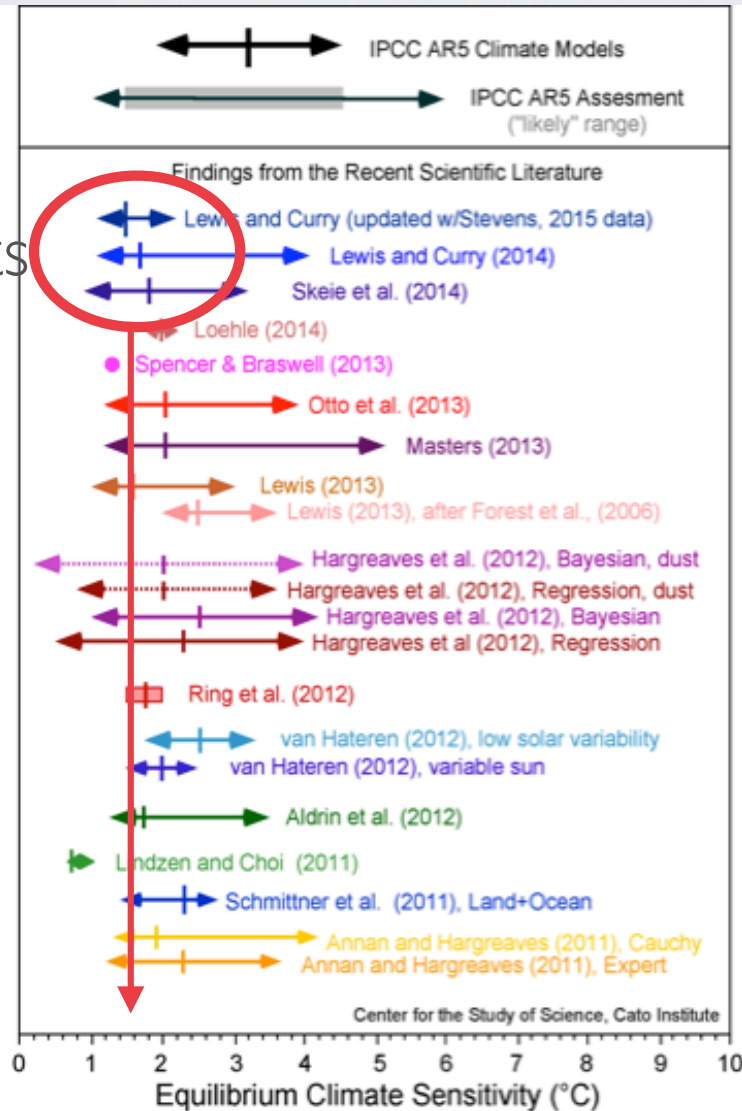 IPCC AR5 Climate Models
IPCC AR5 Assesment
("likely" range)
Findings from the Recent Scientific Literature
Lewis and Curry (updated w/Stevens, 2015 data)
Lewis and Curry (2014)
Skeie et al. (2014)
Loehle (2014)
Spencer & Braswell (2013)
Otto et al. (2013)
Masters (2013)
Lewis (2013)
Lewis (2013), after Forest et al., (2006)
Hargreaves et al. (2012), Bayesian, dust
Hargreaves et al. (2012), Regression, dust
Hargreaves et al. (2012), Bayesian
Hargreaves et al (2012), Regression
Ring et al. (2012)
van Hateren (2012), low solar variability
van Hateren (2012), variable sun
Aldrin et al. (2012)
Lindzen and Choi (2011)
Schmittner et al. (2011), Land+Ocean
Annan and Hargreaves (2011), Cauchy
Annan and Hargreaves (2011), Expert
Center for the Study of Science, Cato Institute
0 1 2 3 4 5 6 7 8 9 10
Equilibrium Climate Sensitivity (°C)